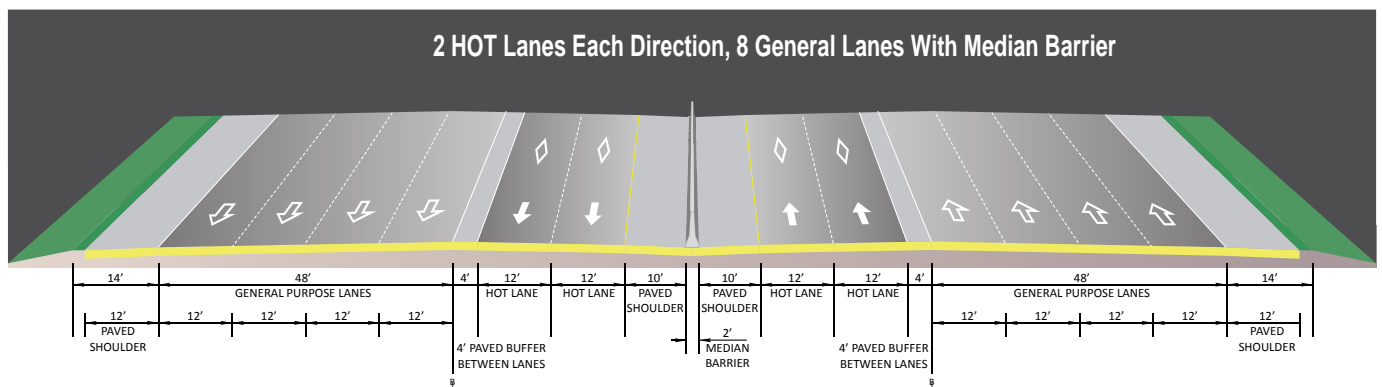 2 HOT Lanes Each Direction, 8 General Lanes With Median Barrier
14' 48' 4' 12' 12' 10' 10' 12' 12' 4' 48' 14'
GENERAL PURPOSE LANES HOT LANE HOT LANE PAVED PAVED HOT LANE HOT LANE GENERAL PURPOSE LANES
SHOULDER SHOULDER
12' 12' 12' 12' 12' 12' 12' 12' 12' 12'
PAVED 2' PAVED
SHOULDER 4' PAVED BUFFER MEDIAN 4' PAVED BUFFER SHOULDER
BETWEEN LANES BARRIER BETWEEN LANES